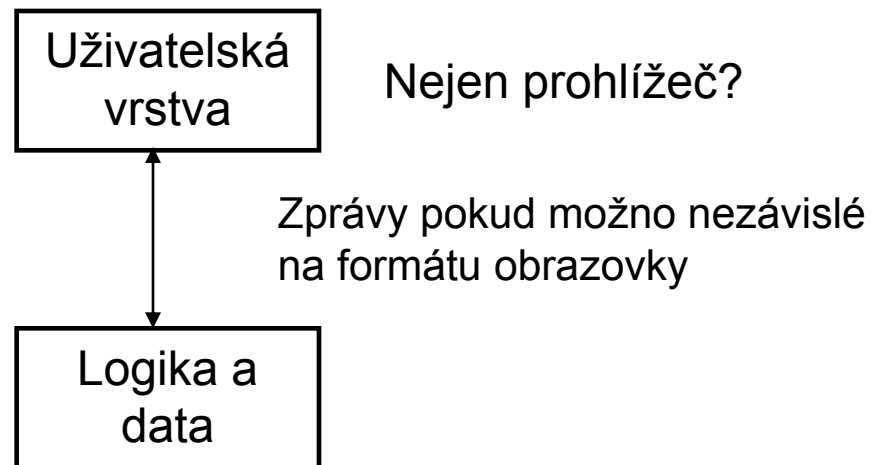 Uživatelská
vrstva
Nejen prohlížeč?
Zprávy pokud možno nezávislé
na formátu obrazovky
Logika a
data